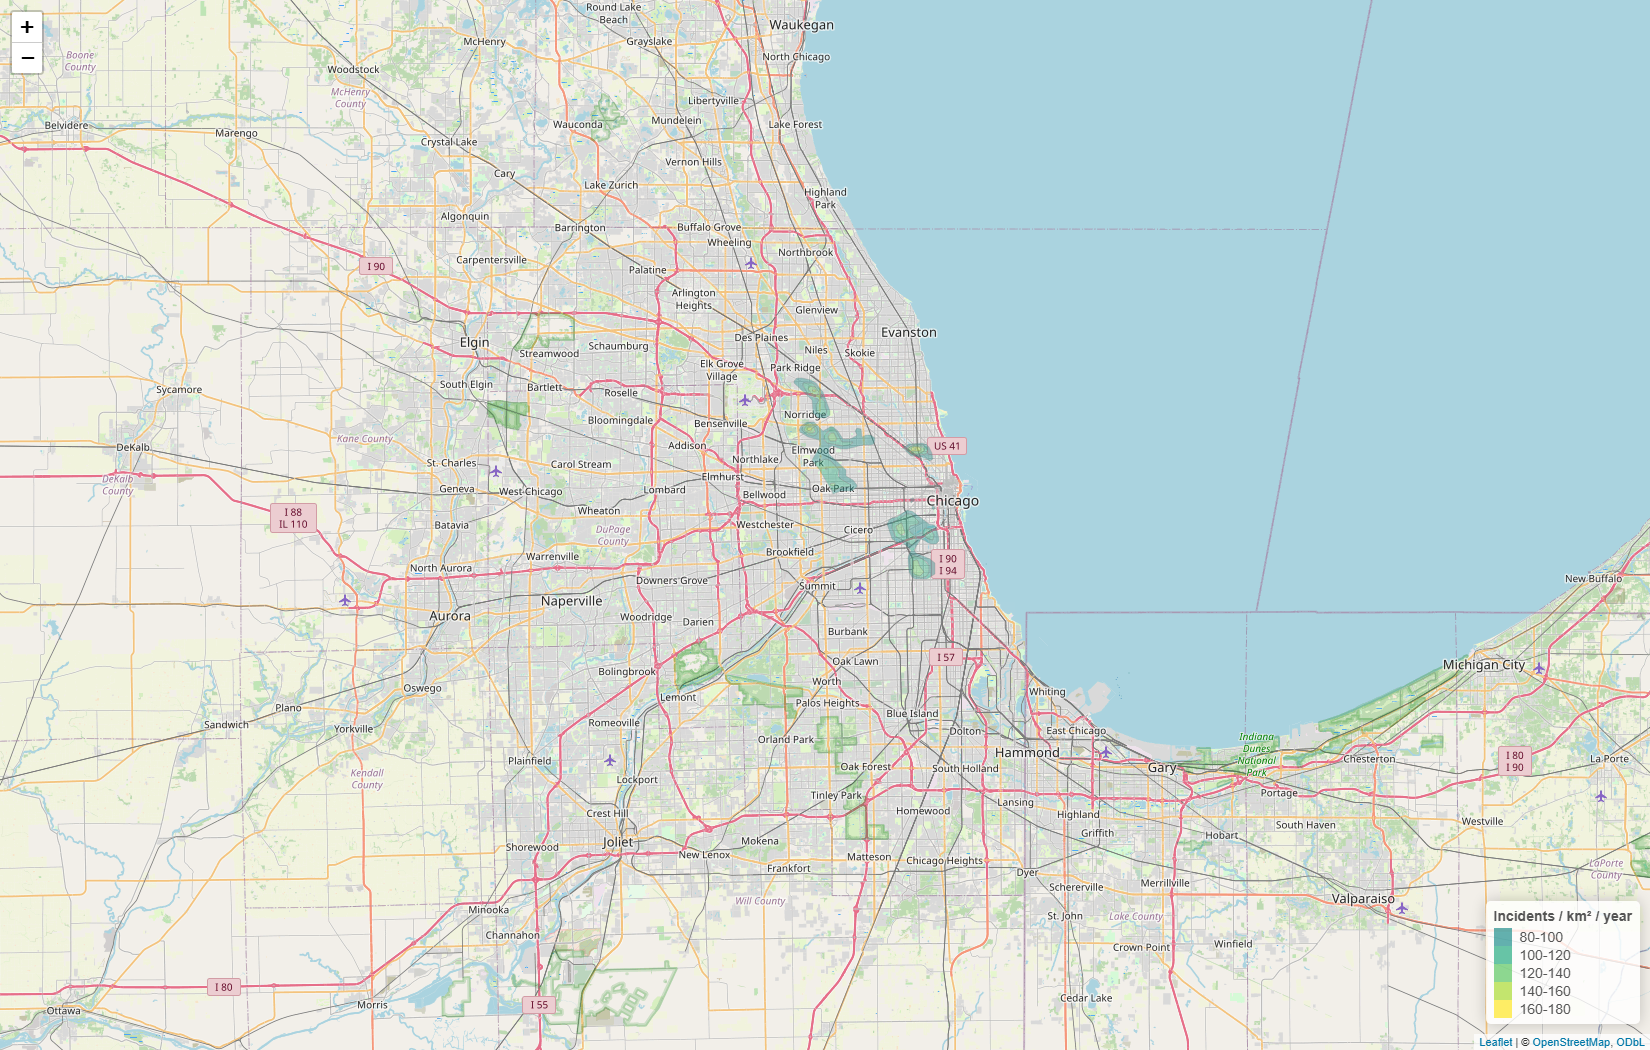 +
−
Round Lake
Beach
Waukegan
McHenry
Grayslake
Boone
County
North Chicago
Woodstock
McHenry
County
Libertyville
Belvidere
Marengo
Wauconda
Mundelein
Lake Forest
Crystal Lake
Vernon Hills
Cary
Lake Zurich
Highland
Park
Algonquin
Barrington
Buffalo Grove
Wheeling
Northbrook
Carpentersville
I 90
Palatine
Arlington
Heights
Glenview
Evanston
Elgin
Streamwood
Schaumburg
Des Plaines
Niles
Skokie
Elk Grove
Village
Park Ridge
South Elgin
Bartlett
Roselle
Sycamore
Norridge
Bloomingdale
Bensenville
Kane County
DeKalb
Addison
US 41
Elmwood
Park
St. Charles
Carol Stream
Northlake
DeKalb
County
Geneva
West Chicago
Lombard
Elmhurst
Bellwood
Oak Park
Chicago
I 88
IL 110
Batavia
Wheaton
DuPage
County
Westchester
Cicero
Warrenville
Brookfield
I 90
I 94
North Aurora
Downers Grove
Summit
New Buffalo
Naperville
Aurora
Woodridge
Darien
Burbank
I 57
Oak Lawn
Michigan City
Bolingbrook
Worth
Oswego
Lemont
Whiting
Plano
Palos Heights
Sandwich
Yorkville
Romeoville
Blue Island
Dolton
East Chicago
Orland Park
Hammond
Indiana
Dunes
National
Park
Plainfield
Oak Forest
South Holland
Gary
Chesterton
I 80
I 90
La Porte
Kendall
County
Lockport
Tinley Park
Homewood
Lansing
Portage
Crest Hill
Highland
South Haven
Westville
Joliet
Mokena
Griffith
Hobart
Shorewood
New Lenox
Matteson
Chicago Heights
Frankfort
Dyer
Schererville
Merrillville
LaPorte
County
Will County
Valparaiso
Minooka
St. John
Lake County
Channahon
Crown Point
Winfield
I 80
Morris
I 55
Cedar Lake
Ottawa
Incidents / km² / year
80-100
100-120
120-140
140-160
160-180
Leaflet | © OpenStreetMap, ODbL